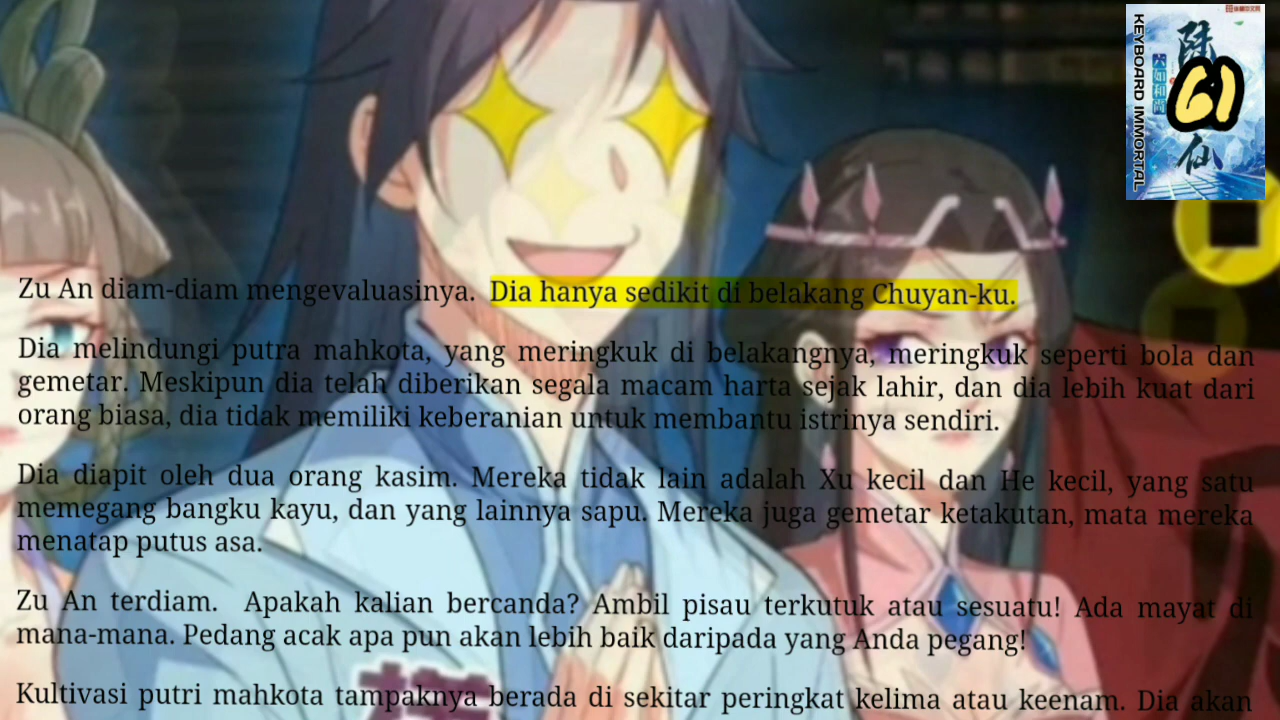 陆
61
仙
六如和尚
KEYBOARD IMMORTAL
Zu An diam-diam mengevaluasinya. Dia hanya sedikit di belakang Chuyan-ku.
Dia melindungi putra mahkota, yang meringkuk di belakangnya, meringkuk seperti bola dan
gemetar. Meskipun dia telah diberikan segala macam harta sejak lahir, dan dia lebih kuat dari
orang biasa, dia tidak memiliki keberanian untuk membantu istrinya sendiri.
Dia diapit oleh dua orang kasim. Mereka tidak lain adalah Xu kecil dan He kecil, yang satu
memegang bangku kayu, dan yang lainnya sapu. Mereka juga gemetar ketakutan, mata mereka
menatap putus asa.
Zu An terdiam. Apakah kalian bercanda? Ambil pisau terkutuk atau sesuatu! Ada mayat di
mana-mana. Pedang acak apa pun akan lebih baik daripada yang Anda pegang!
Kultivasi putri mahkota tampaknya berada di sekitar peringkat kelima atau keenam. Dia akan